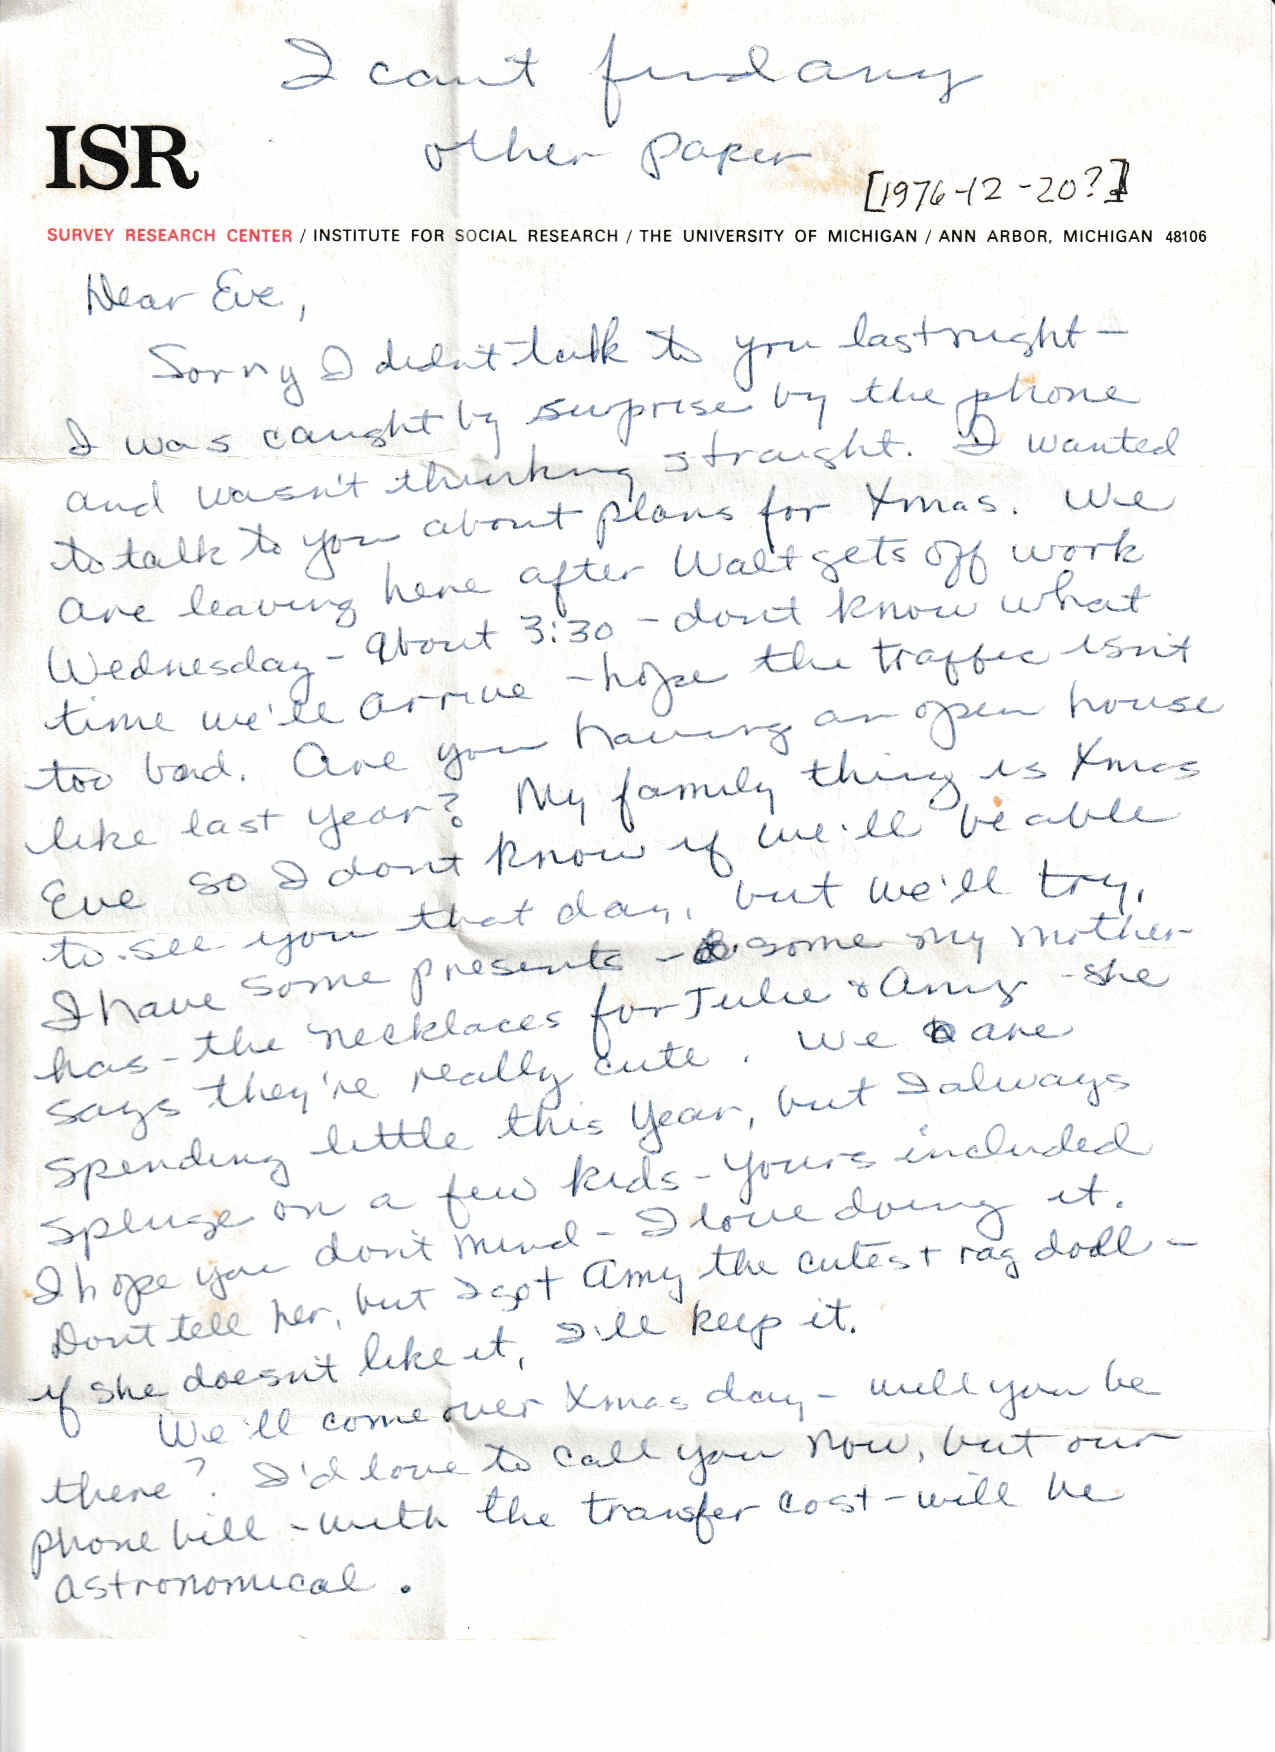 I cant find any
other paper
ISR
[1976-12-20?]
SURVEY RESEARCH CENTER / INSTITUTE FOR SOCIAL RESEARCH / THE UNIVERSITY OF MICHIGAN / ANN ARBOR, MICHIGAN 48106
Dear Eve,
Sorry I didn't talk to you last night –
I was caught by surprise by the phone
and wasn't thinking straight. I wanted
to talk to you about plans for Xmas. We
are leaving here after Walt gets off work
Wednesday – about 3:30 – dont know what
time we'll arrive – hope the traffic isn't
too bad. Are you having an open house
like last year? My family thing is Xmas
Eve so I dont know if we'll be able
to see you that day, but we'll try.
I have some presents – some my mother
has – the necklaces for Julie & Amy – she
says they're really cute. We are
spending little this year, but I always
spluge on a few kids – yours included
I hope you don't mind – I love doing it.
Dont tell her, but I got Amy the cutest rag doll –
if she doesn't like it, I'll keep it.
We'll come over Xmas day – will you be
there? I'd love to call you now, but our
phone bill – with the transfer cost – will be
astronomical.